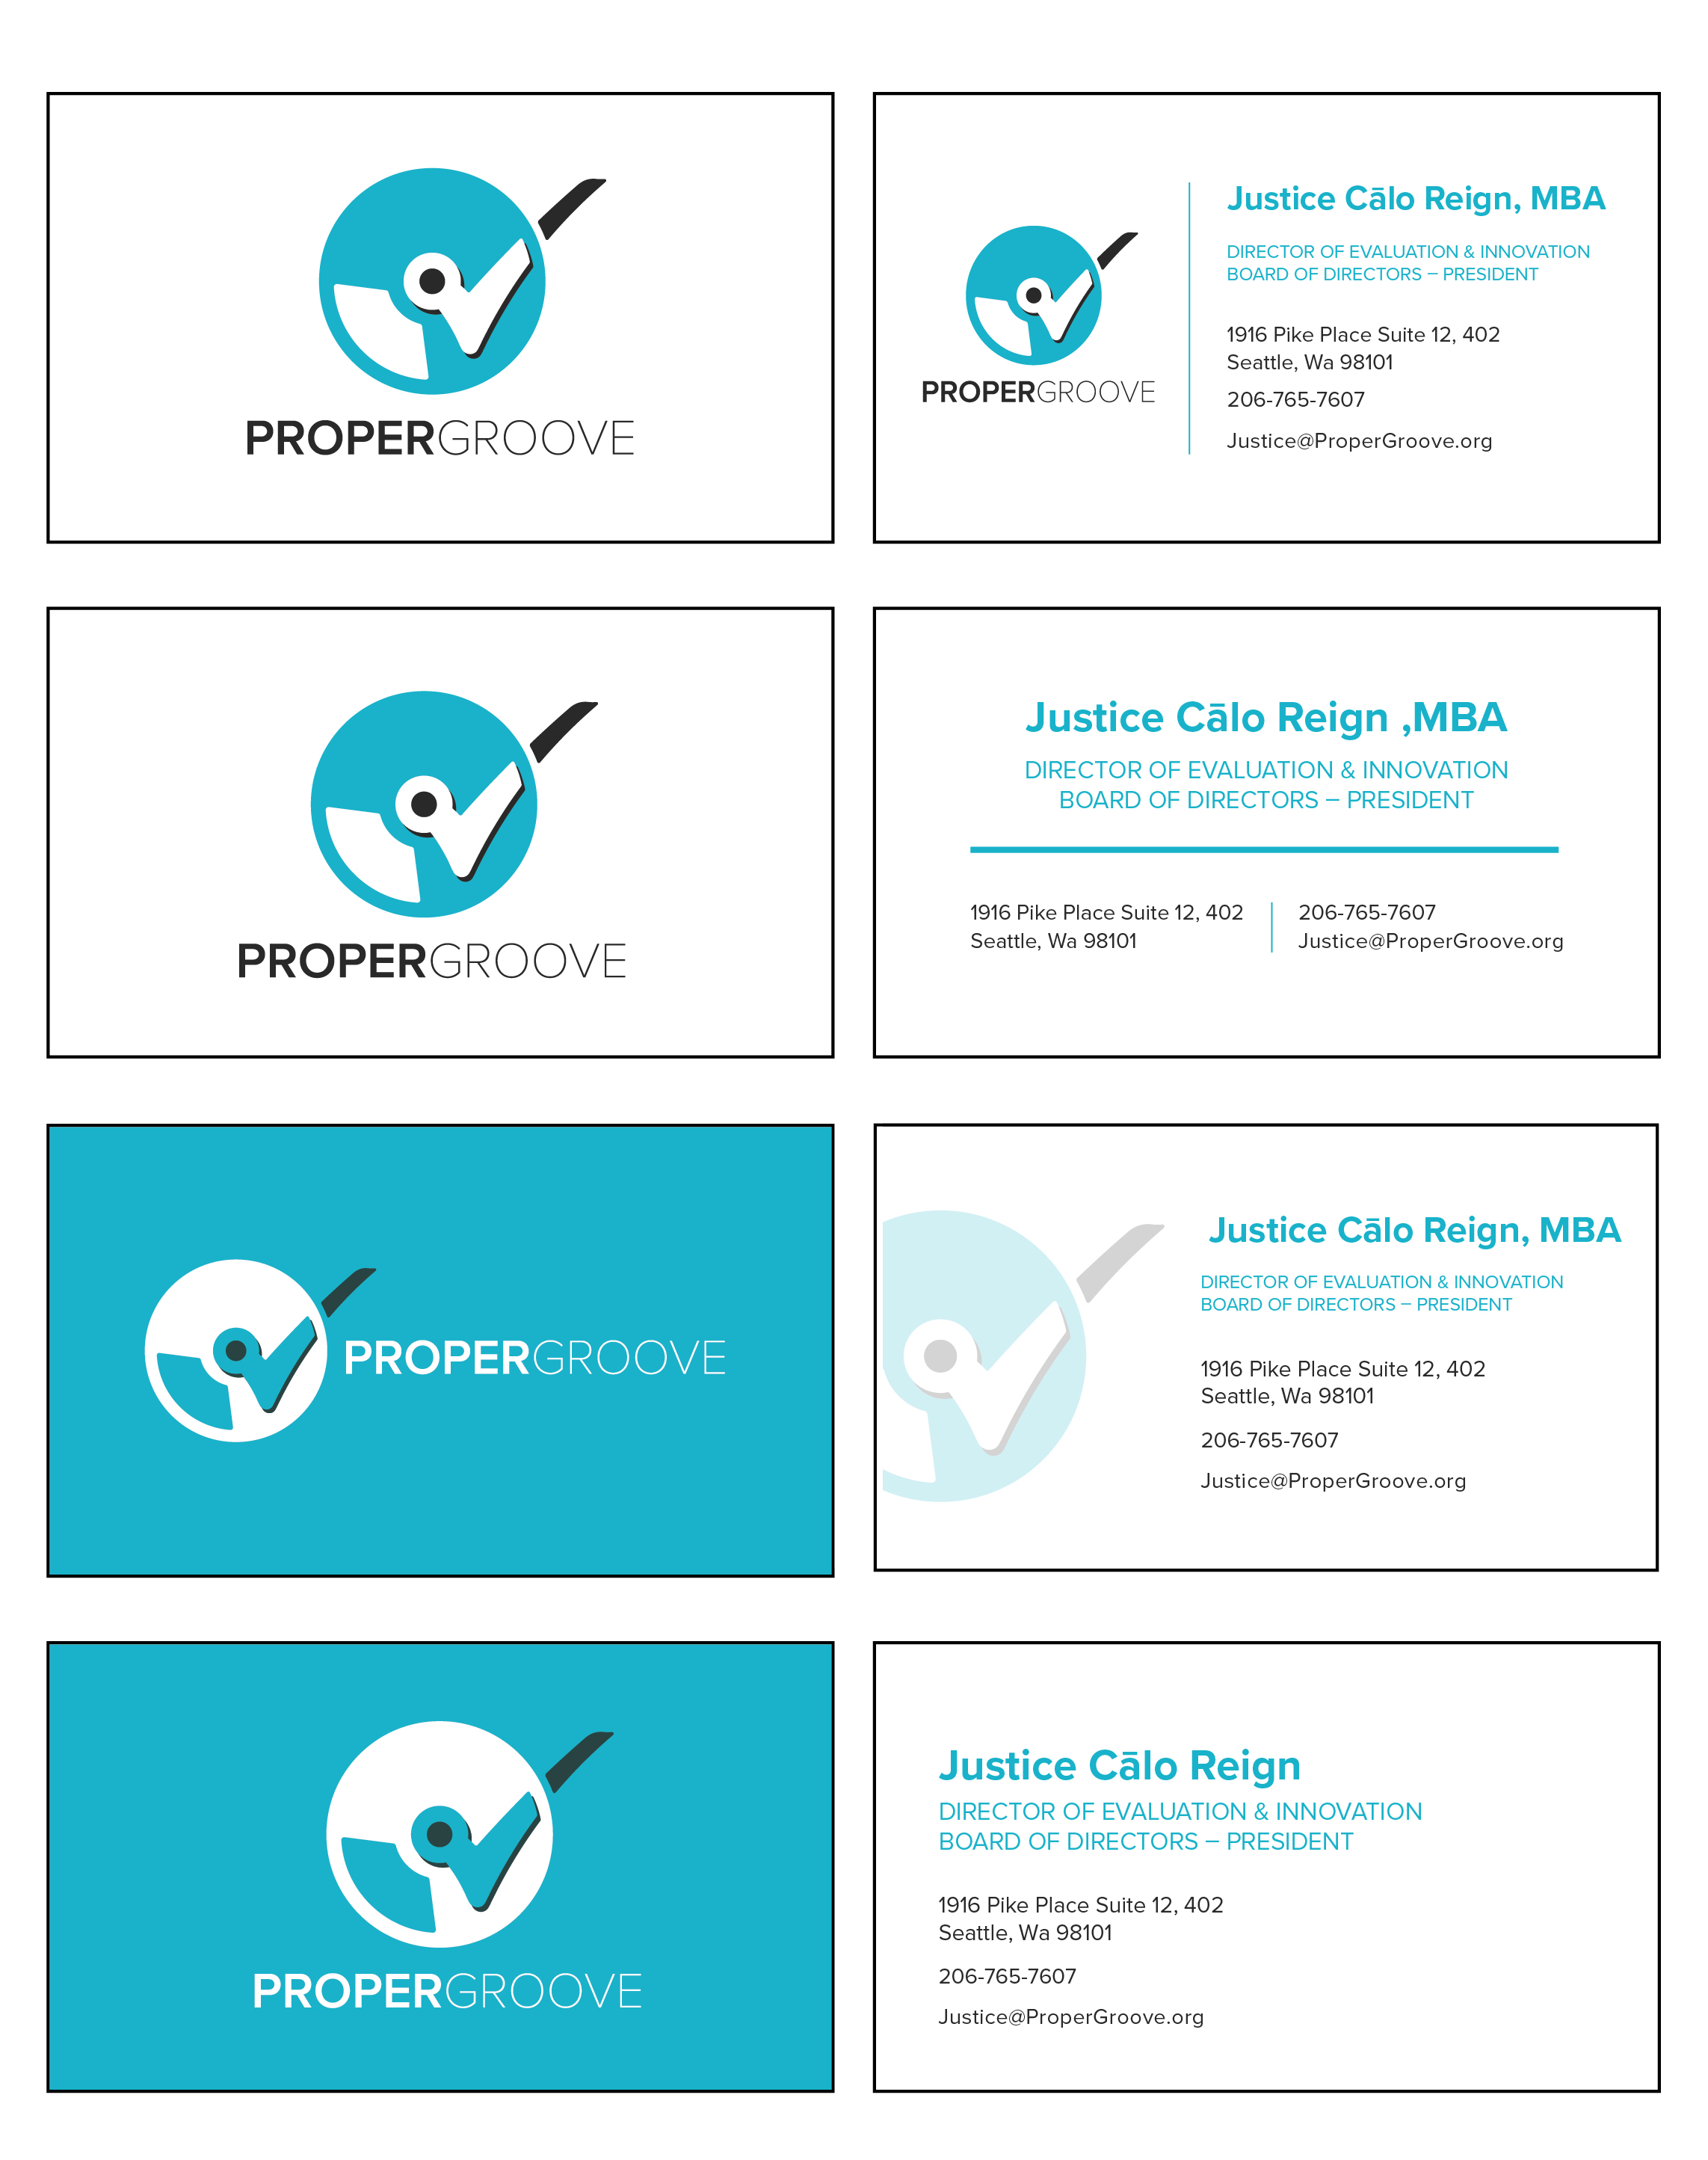 PROPERGROOVE
PROPERGROOVE
Justice Cālo Reign, MBA
DIRECTOR OF EVALUATION & INNOVATION
BOARD OF DIRECTORS – PRESIDENT
1916 Pike Place Suite 12, 402
Seattle, Wa 98101
206-765-7607
Justice@ProperGroove.org
PROPERGROOVE
Justice Cālo Reign ,MBA
DIRECTOR OF EVALUATION & INNOVATION
BOARD OF DIRECTORS – PRESIDENT
1916 Pike Place Suite 12, 402
Seattle, Wa 98101
206-765-7607
Justice@ProperGroove.org
PROPERGROOVE
Justice Cālo Reign, MBA
DIRECTOR OF EVALUATION & INNOVATION
BOARD OF DIRECTORS – PRESIDENT
1916 Pike Place Suite 12, 402
Seattle, Wa 98101
206-765-7607
Justice@ProperGroove.org
PROPERGROOVE
Justice Cālo Reign
DIRECTOR OF EVALUATION & INNOVATION
BOARD OF DIRECTORS – PRESIDENT
1916 Pike Place Suite 12, 402
Seattle, Wa 98101
206-765-7607
Justice@ProperGroove.org